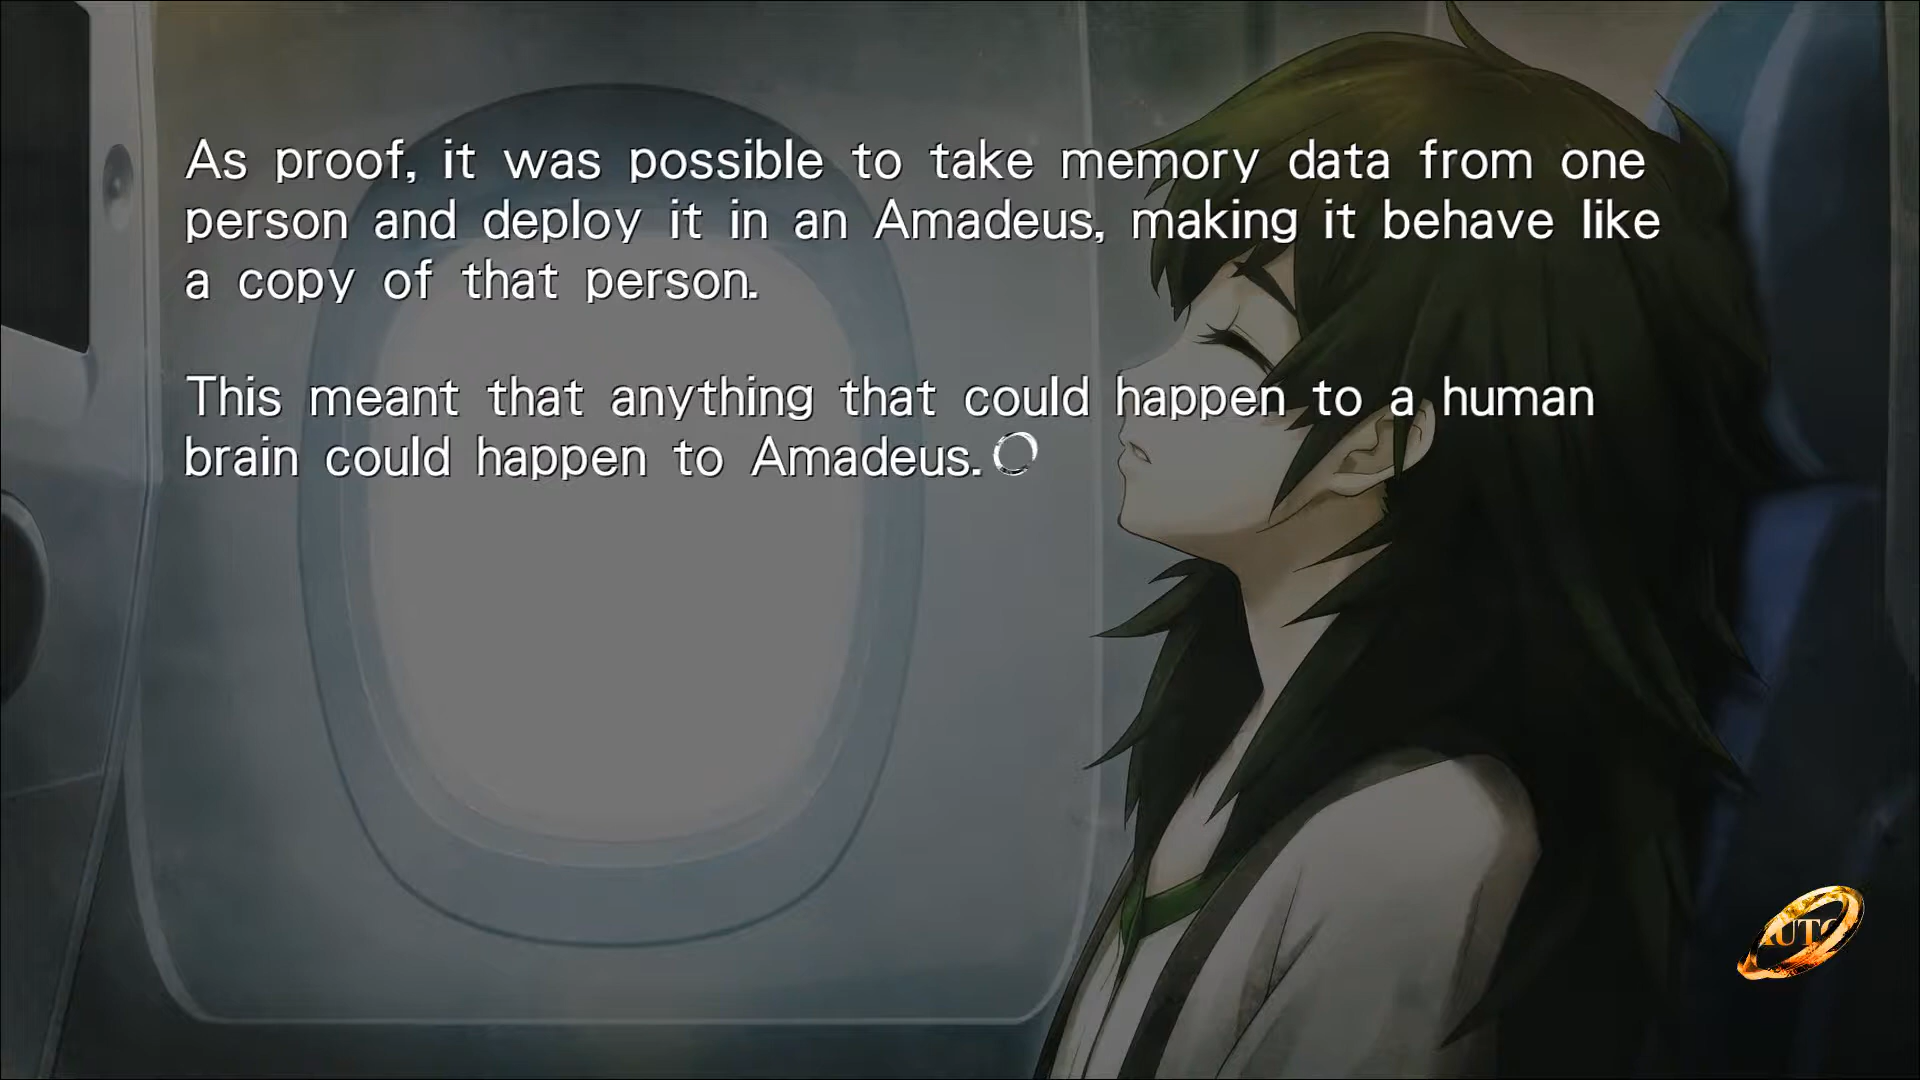 As proof, it was possible to take memory data from one
person and deploy it in an Amadeus, making it behave like
a copy of that person.
This meant that anything that could happen to a human
brain could happen to Amadeus.
AUTO